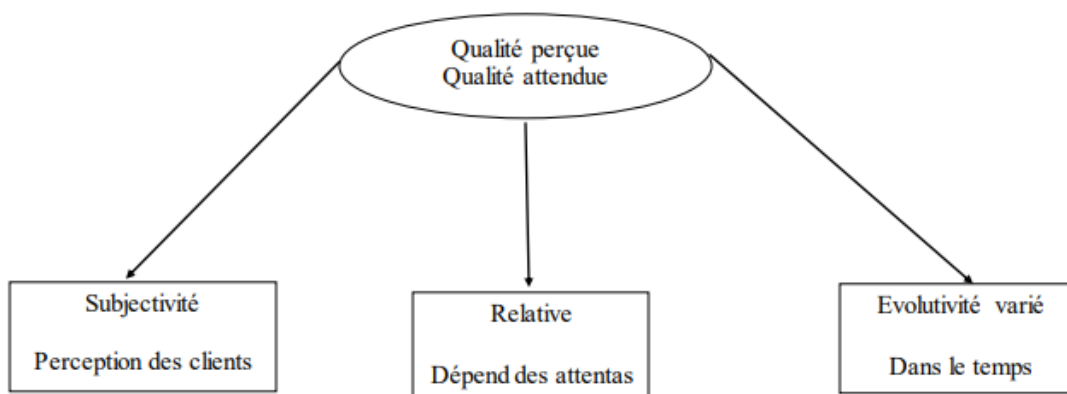 Qualité perçue
Qualité attendue
Subjectivité
Perception des clients
Relative
Dépend des attentas
Evolutivité varié
Dans le temps